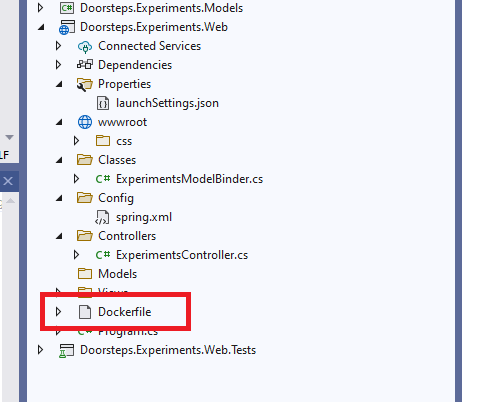 Doorsteps.Experiments.Models
Doorsteps.Experiments.Web
Connected Services
Dependencies
Properties
launchSettings.json
wwwroot
css
Classes
ExperimentsModelBinder.cs
Config
spring.xml
Controllers
ExperimentsController.cs
Models
Views
Dockerfile
Program.cs
Doorsteps.Experiments.Web.Tests